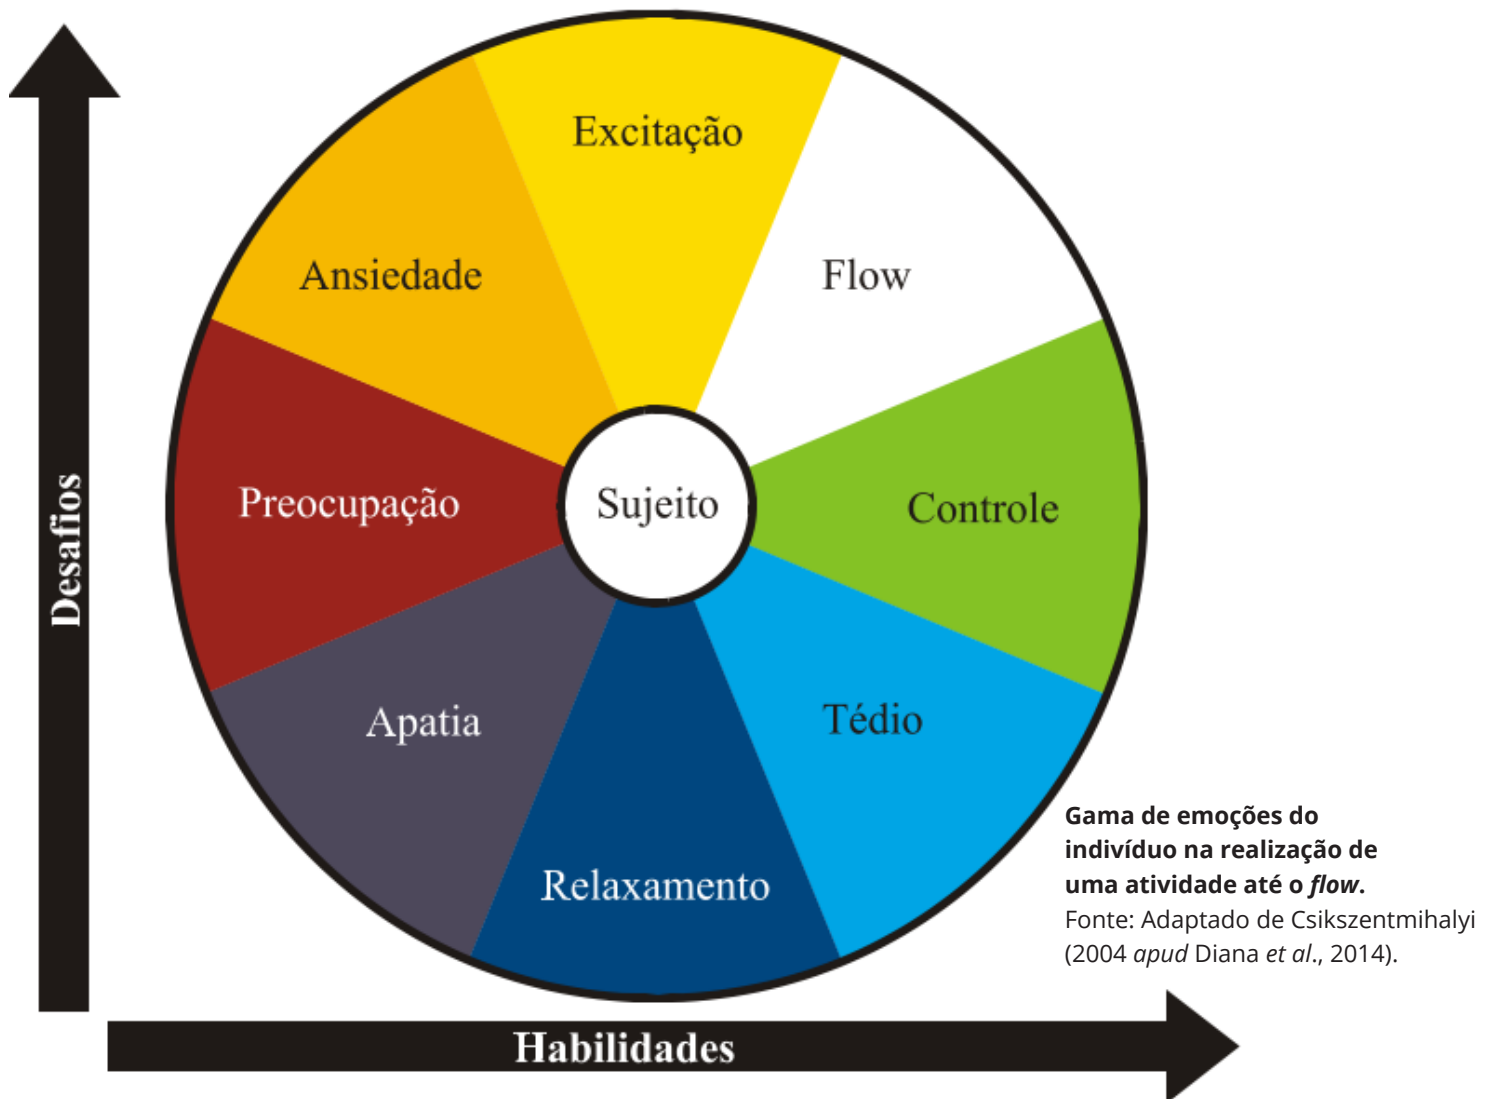 Excitação
Ansiedade
Flow
Preocupação
Sujeito
Controle
Apatia
Tédio
Relaxamento
Desafios
Habilidades
Gama de emoções do
indivíduo na realização de
uma atividade até o flow.
Fonte: Adaptado de Csikszentmihalyi
(2004 apud Diana et al., 2014).